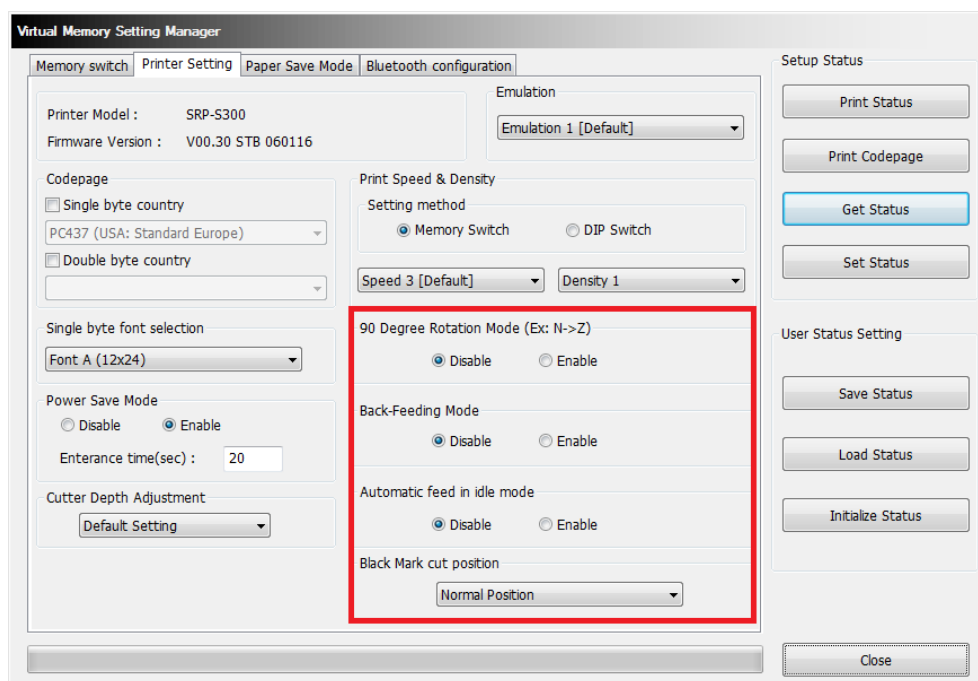 Virtual Memory Setting Manager
Memory switch Printer Setting Paper Save Mode Bluetooth configuration
Printer Model : SRP-S300
Firmware Version : V00.30 STB 060116
Emulation
Emulation 1 [Default]
Codepage
Single byte country
PC437 (USA: Standard Europe)
Double byte country
Print Speed & Density
Setting method
Memory Switch DIP Switch
Speed 3 [Default] Density 1
Single byte font selection
Font A (12x24)
Power Save Mode
Disable Enable
Enterance time(sec) : 20
Cutter Depth Adjustment
Default Setting
90 Degree Rotation Mode (Ex: N->Z)
Disable Enable
Back-Feeding Mode
Disable Enable
Automatic feed in idle mode
Disable Enable
Black Mark cut position
Normal Position
Setup Status
Print Status
Print Codepage
Get Status
Set Status
User Status Setting
Save Status
Load Status
Initialize Status
Close